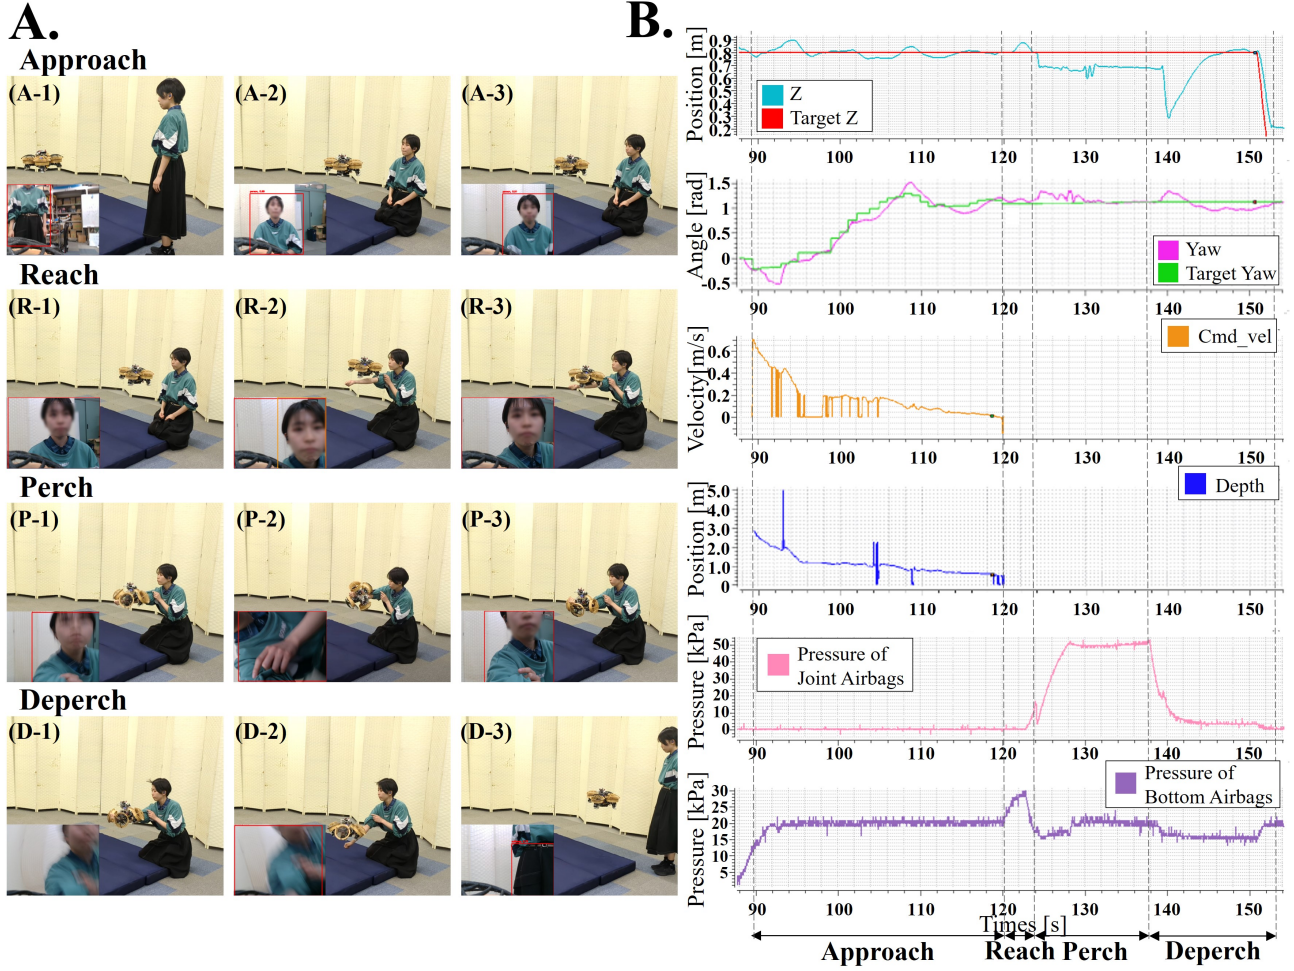 A.
Approach
(A-1)
(A-2)
(A-3)
Reach
(R-1)
(R-2)
(R-3)
Perch
(P-1)
(P-2)
(P-3)
Deperch
(D-1)
(D-2)
(D-3)
B.
Position [m]
0.9
0.8
0.7
0.6
0.5
0.4
0.3
0.2
Z
Target Z
90 100 110 120 130 140 150
Angle [rad]
1.5
1
0.5
0
-0.5
Yaw
Target Yaw
90 100 110 120 130 140 150
Velocity[m/s]
0.6
0.4
0.2
0
Cmd_vel
90 100 110 120 130 140 150
Position [m]
5.0
4.0
3.0
2.0
1.0
0
Depth
90 100 110 120 130 140 150
Pressure [kPa]
50
40
30
20
10
0
Pressure of
Joint Airbags
90 100 110 120 130 140 150
Pressure [kPa]
30
25
20
15
10
5
Pressure of
Bottom Airbags
90 100 110 120 130 140 150
Times [s]
Approach Reach Perch Deperch